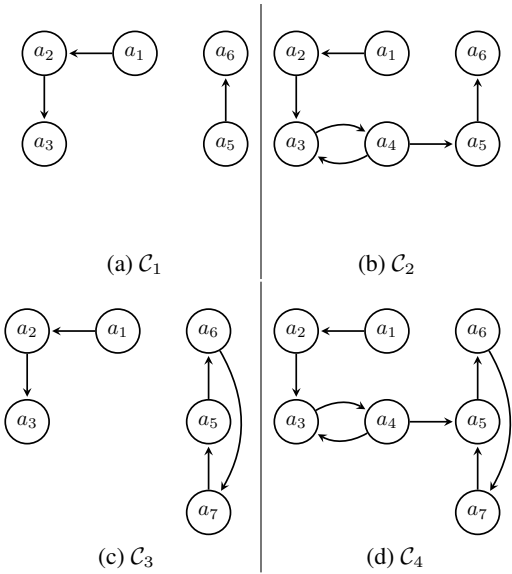 a₂ a₁ a₆
a₃ a₅
(a) 𝒞₁
a₂ a₁ a₆
a₃ a₄ a₅
(b) 𝒞₂
a₂ a₁ a₆
a₃ a₅
a₇
(c) 𝒞₃
a₂ a₁ a₆
a₃ a₄ a₅
a₇
(d) 𝒞₄